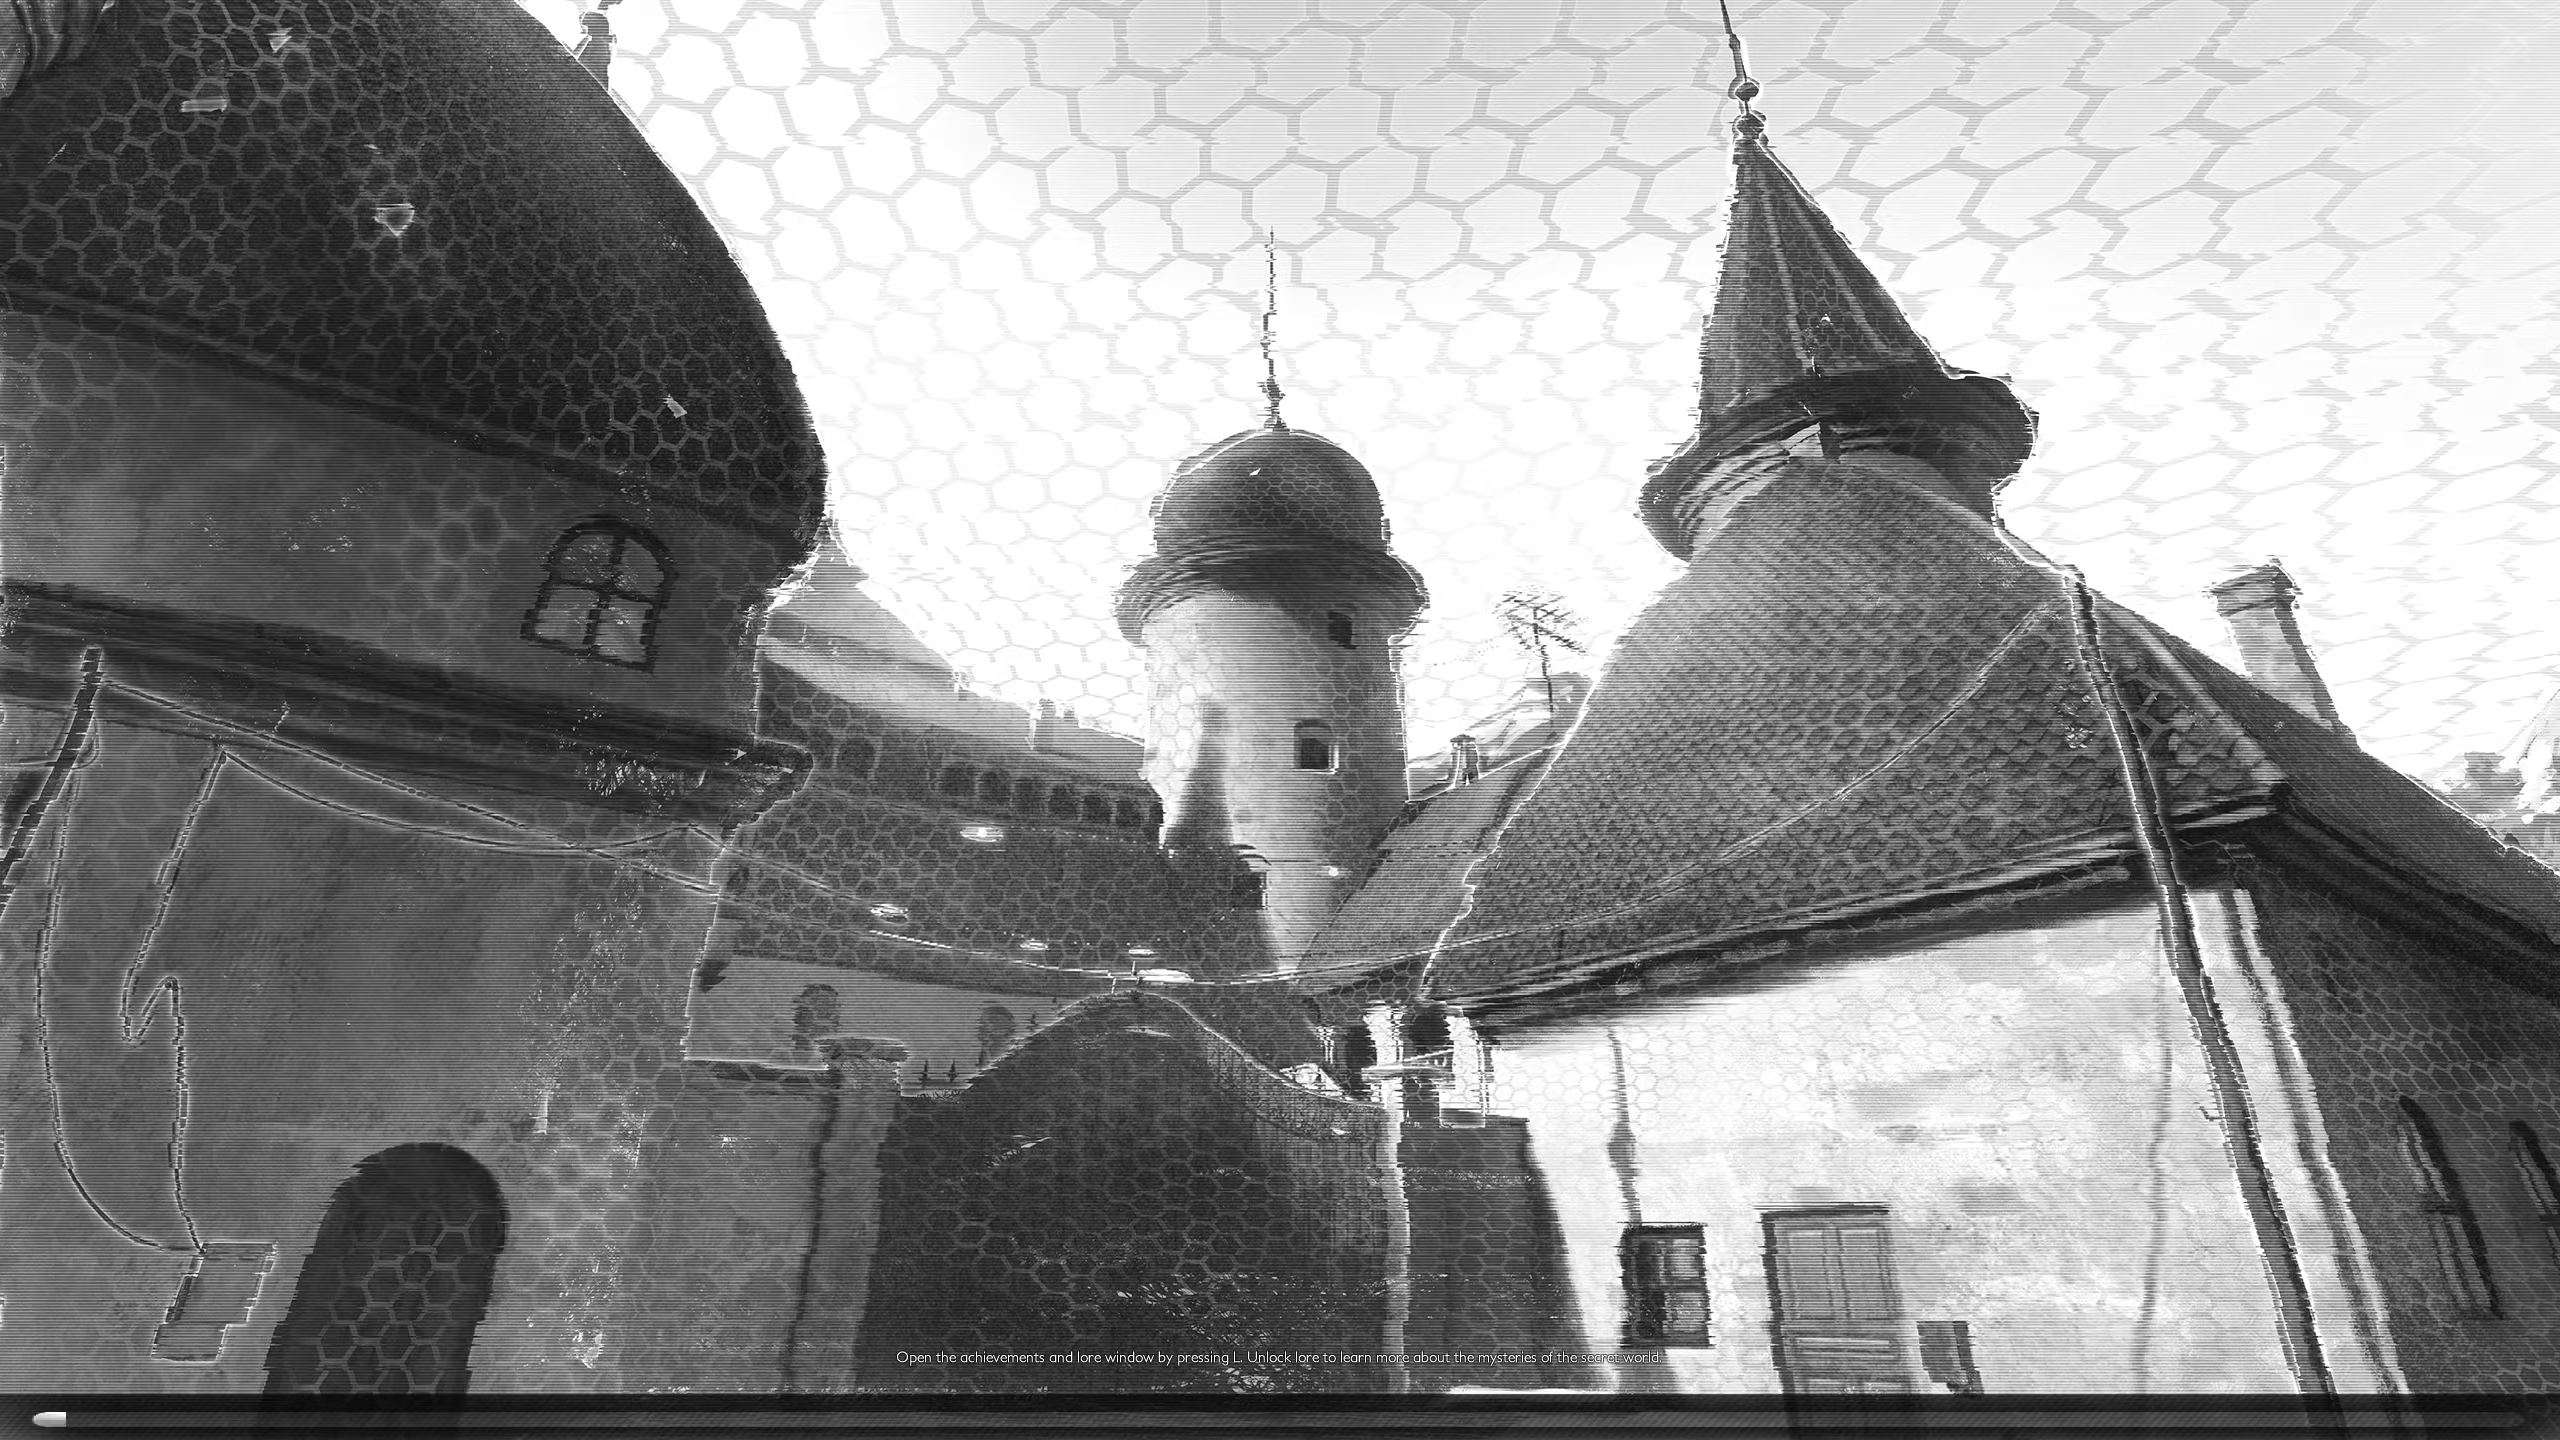 Open the achievements and lore window by pressing L. Unlock lore to learn more about the mysteries of the secret world.